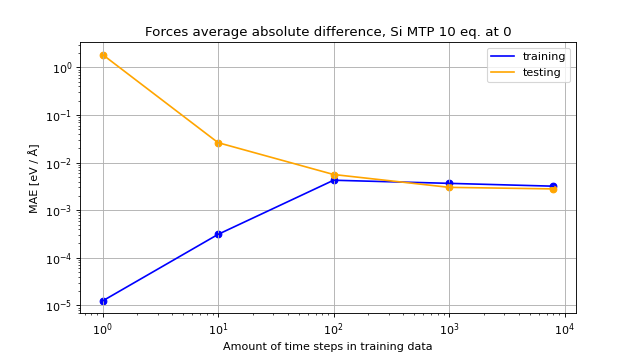 Forces average absolute difference, Si MTP 10 eq. at 0
training
testing
MAE [eV / Å]
10⁰
10⁻¹
10⁻²
10⁻³
10⁻⁴
10⁻⁵
10⁰ 10¹ 10² 10³ 10⁴
Amount of time steps in training data